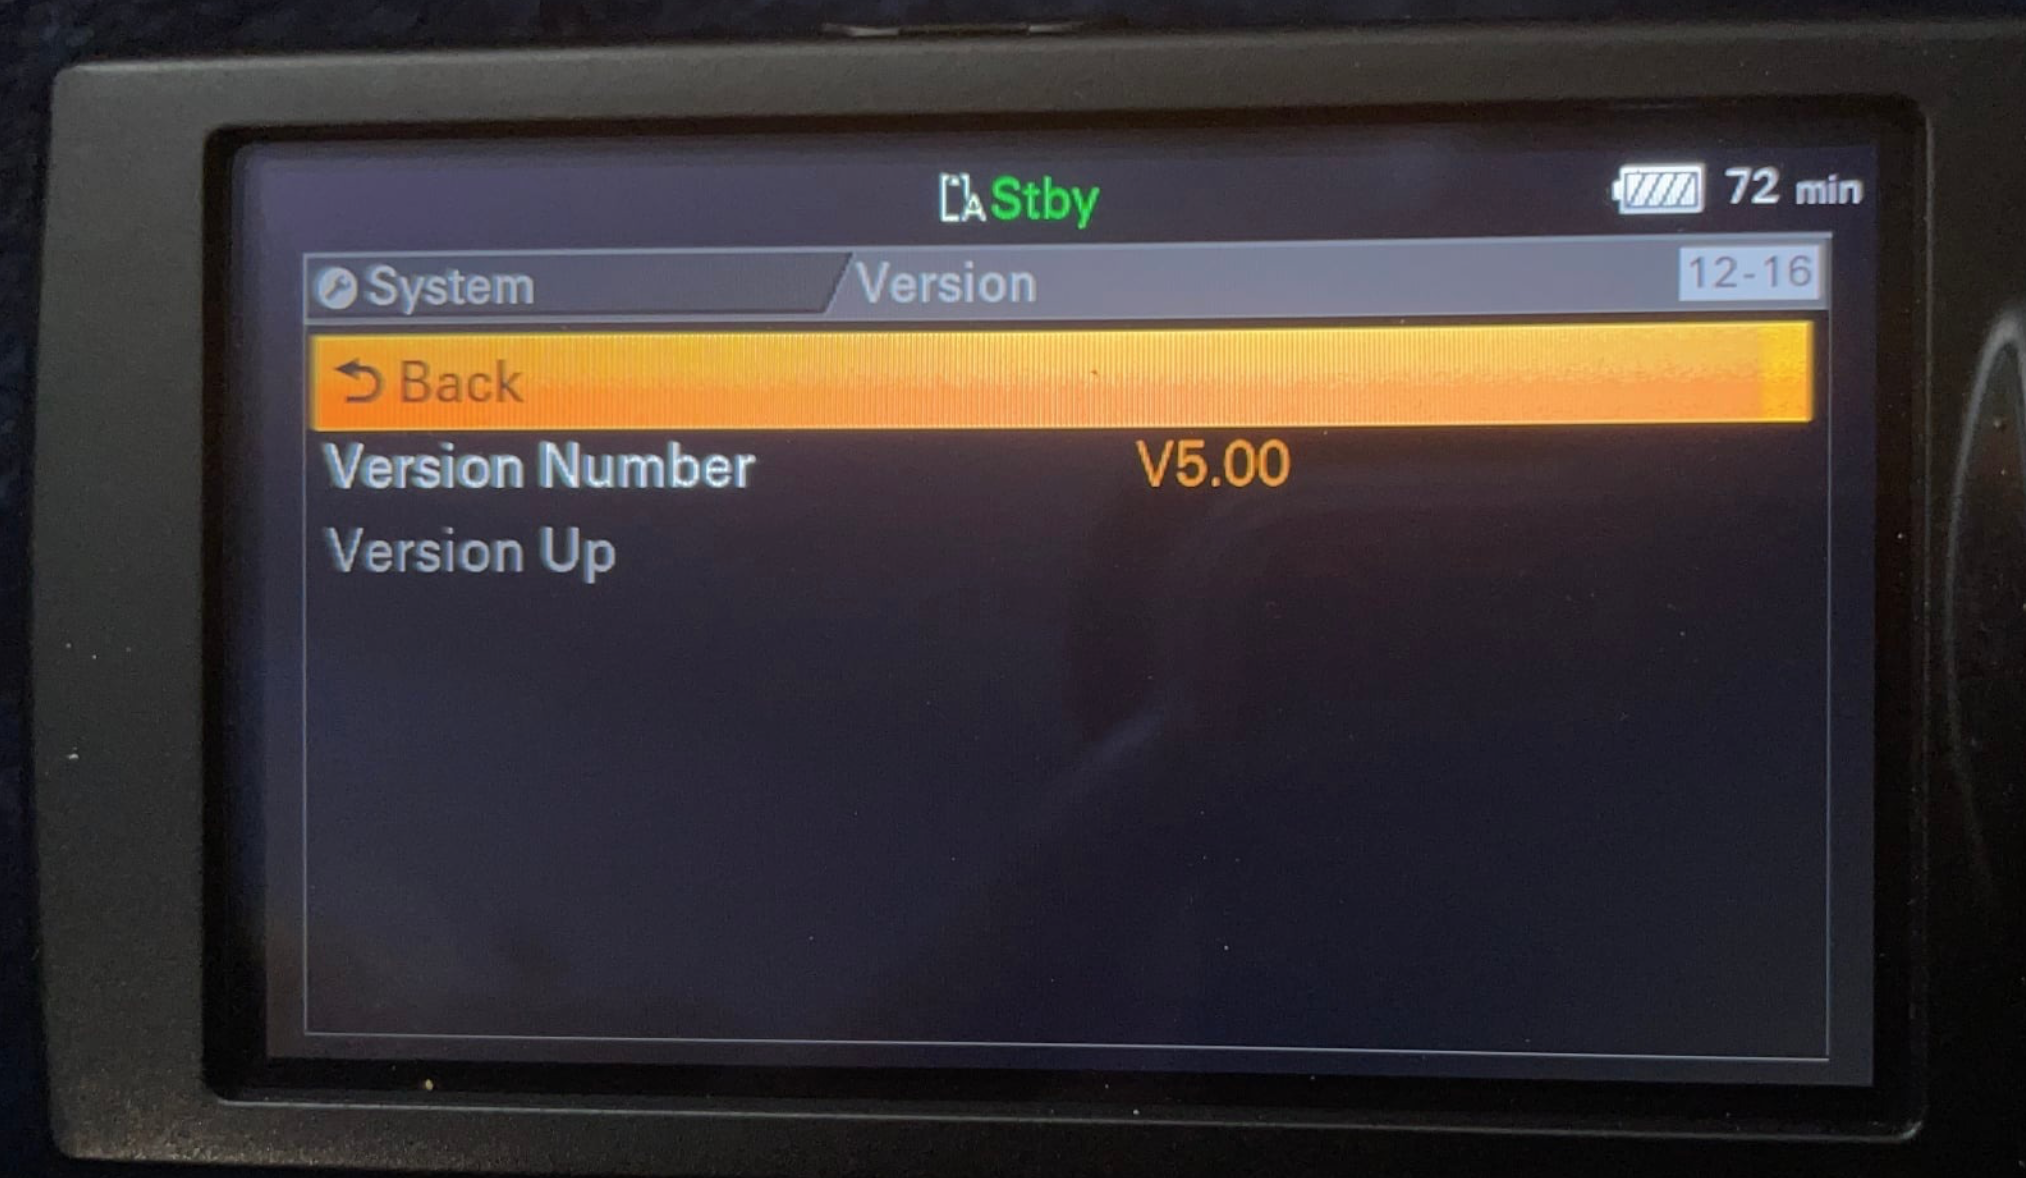 A Stby 72 min
System Version 12-16
Back
Version Number V5.00
Version Up